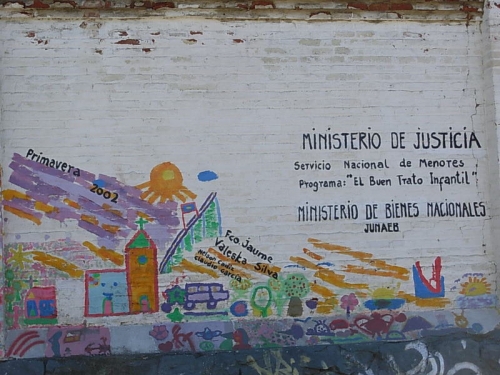 MINISTERIO DE JUSTICIA
Servicio Nacional de Menores
Programa: "El Buen Trato Infantil"
MINISTERIO DE BIENES NACIONALES
JUNAEB
Primavera
2002
Fco Jaume
Valeska Silva